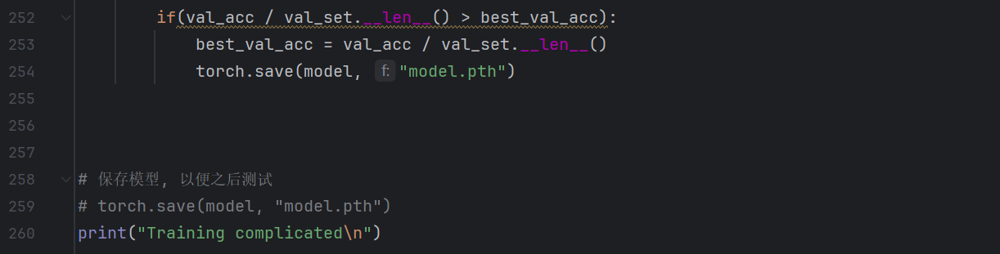 252 if(val_acc / val_set.__len__() > best_val_acc):
253 best_val_acc = val_acc / val_set.__len__()
254 torch.save(model, f: "model.pth")
255
256
257
258 # 保存模型, 以便之后测试
259 # torch.save(model, "model.pth")
260 print("Training complicated\n")